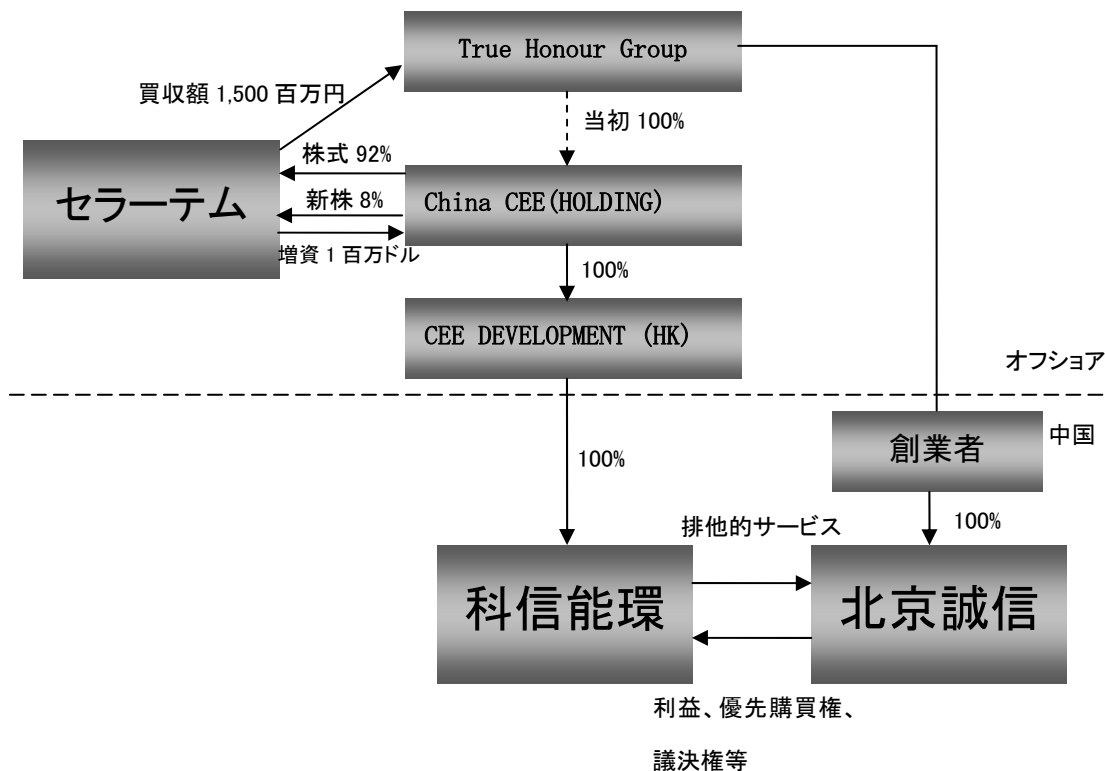 True Honour Group
買収額 1,500 百万円
当初 100%
株式 92%
セラーテム
China CEE(HOLDING)
新株 8%
増資 1 百万ドル
100%
CEE DEVELOPMENT (HK)
オフショア
中国
創業者
100%
100%
排他的サービス
科信能環
北京誠信
利益、優先購買権、
議決権等